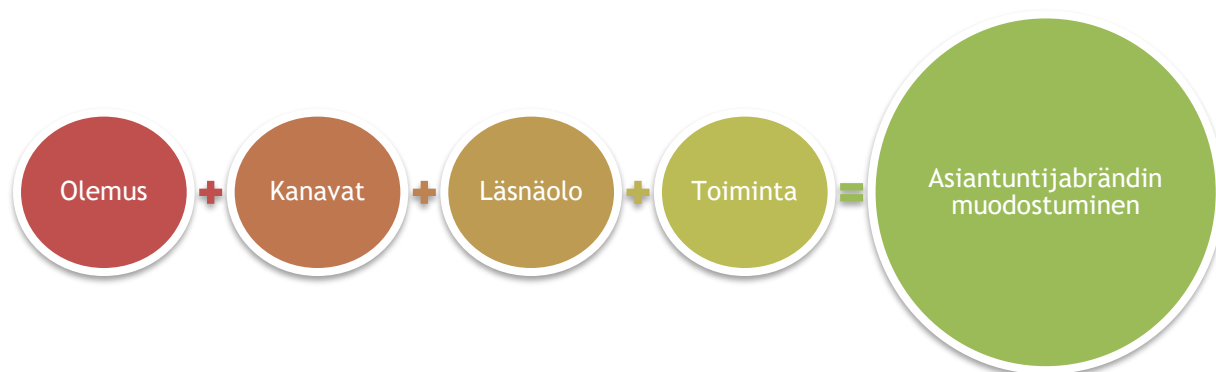 Olemus
Kanavat
Läsnäolo
Toiminta
Asiantuntijabrändin
muodostuminen